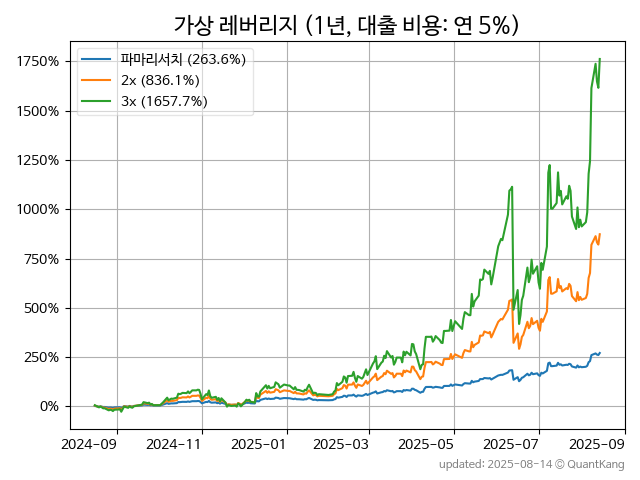 가상 레버리지 (1년, 대출 비용: 연 5%)
파마리서치 (263.6%)
2x (836.1%)
3x (1657.7%)
1750%
1500%
1250%
1000%
750%
500%
250%
0%
2024-09 2024-11 2025-01 2025-03 2025-05 2025-07 2025-09
updated: 2025-08-14 © QuantKang